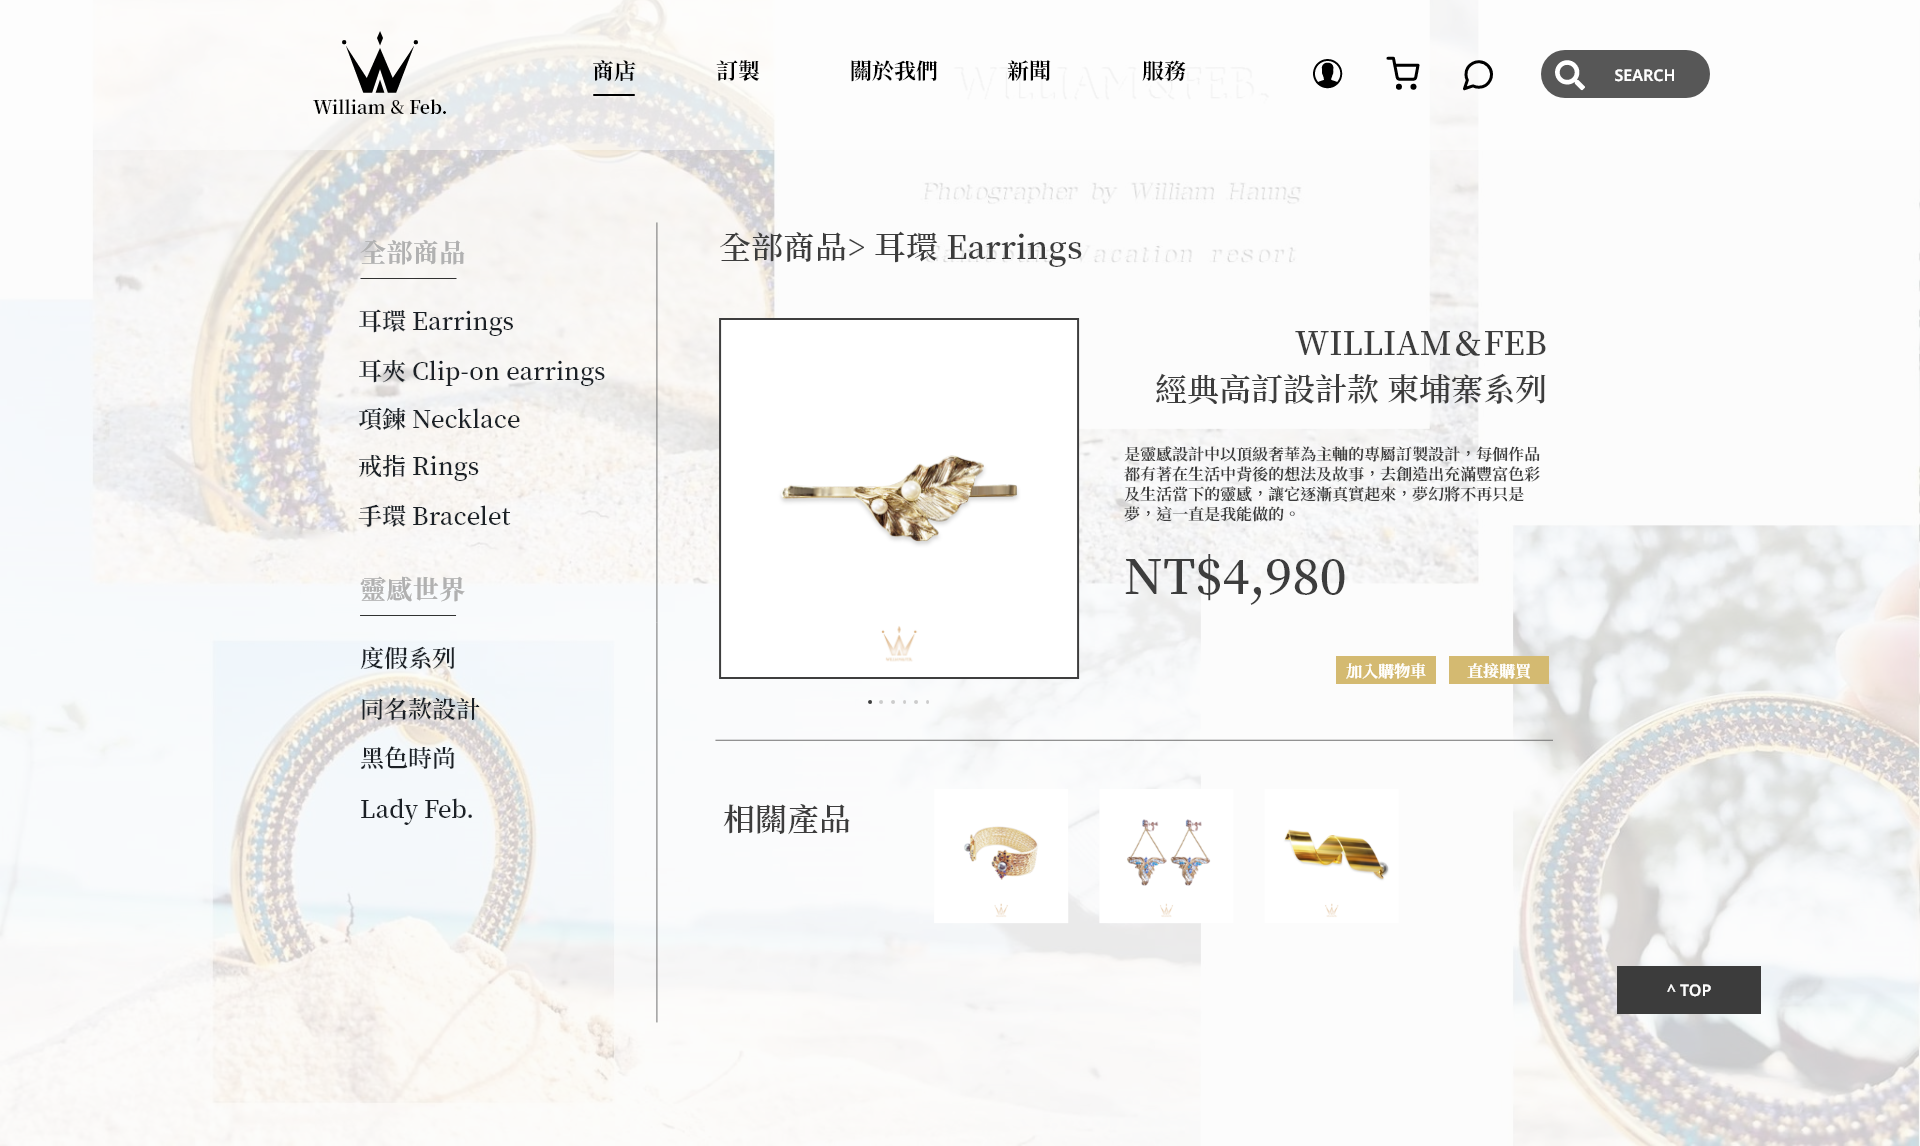 William & Feb.
商店
訂製
關於我們
新聞
服務
SEARCH
WILLIAM & FEB.
Photographer by William Haung
Vacation resort
全部商品
耳環 Earrings
耳夾 Clip-on earrings
項鍊 Necklace
戒指 Rings
手環 Bracelet
靈感世界
度假系列
同名款設計
黑色時尚
Lady Feb.
全部商品> 耳環 Earrings
WILLIAM&FEB
經典高訂設計款 柬埔寨系列
是靈感設計中以頂級奢華為主軸的專屬訂製設計,每個作品
都有著在生活中背後的想法及故事,去創造出充滿豐富色彩
及生活當下的靈感,讓它逐漸真實起來,夢幻將不再只是
夢,這一直是我能做的。
NT$4,980
加入購物車
直接購買
相關產品
^ TOP